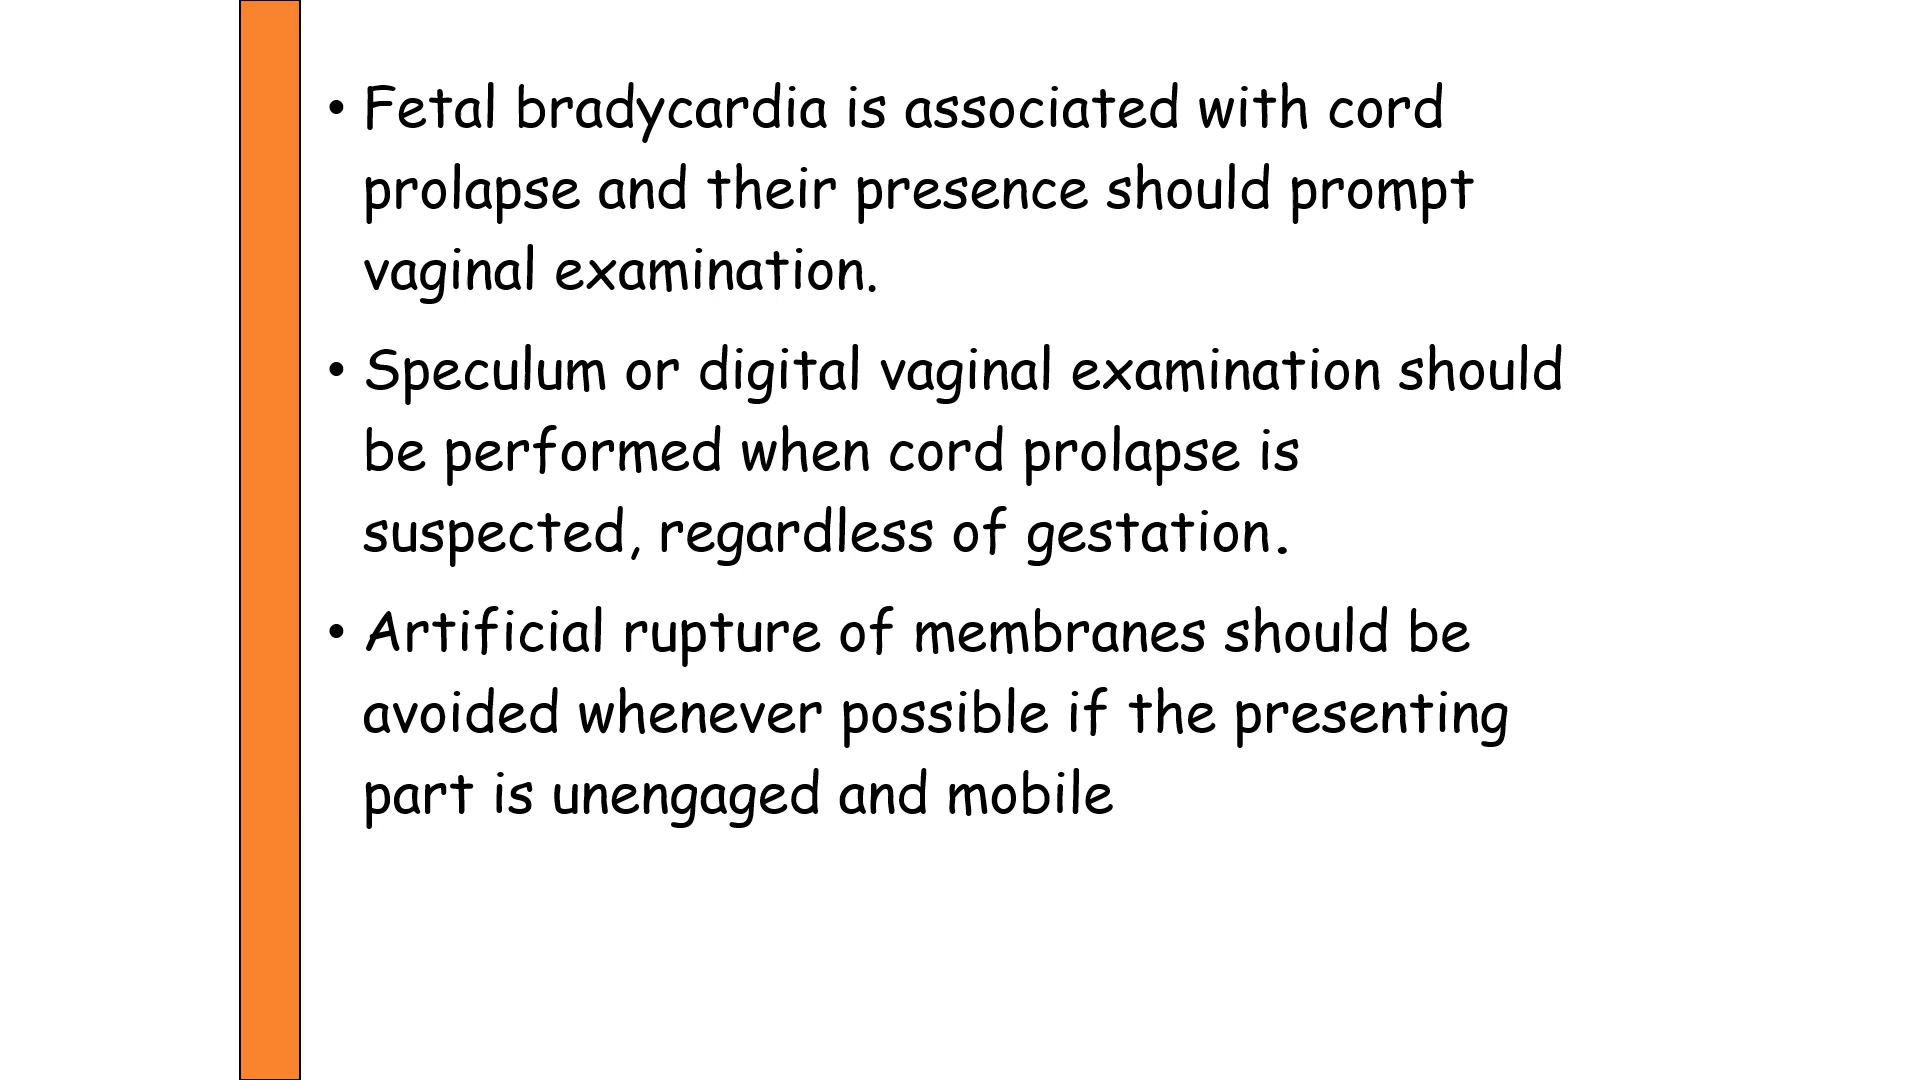 • Fetal bradycardia is associated with cord
prolapse and their presence should prompt
vaginal examination.
• Speculum or digital vaginal examination should
be performed when cord prolapse is
suspected, regardless of gestation.
• Artificial rupture of membranes should be
avoided whenever possible if the presenting
part is unengaged and mobile